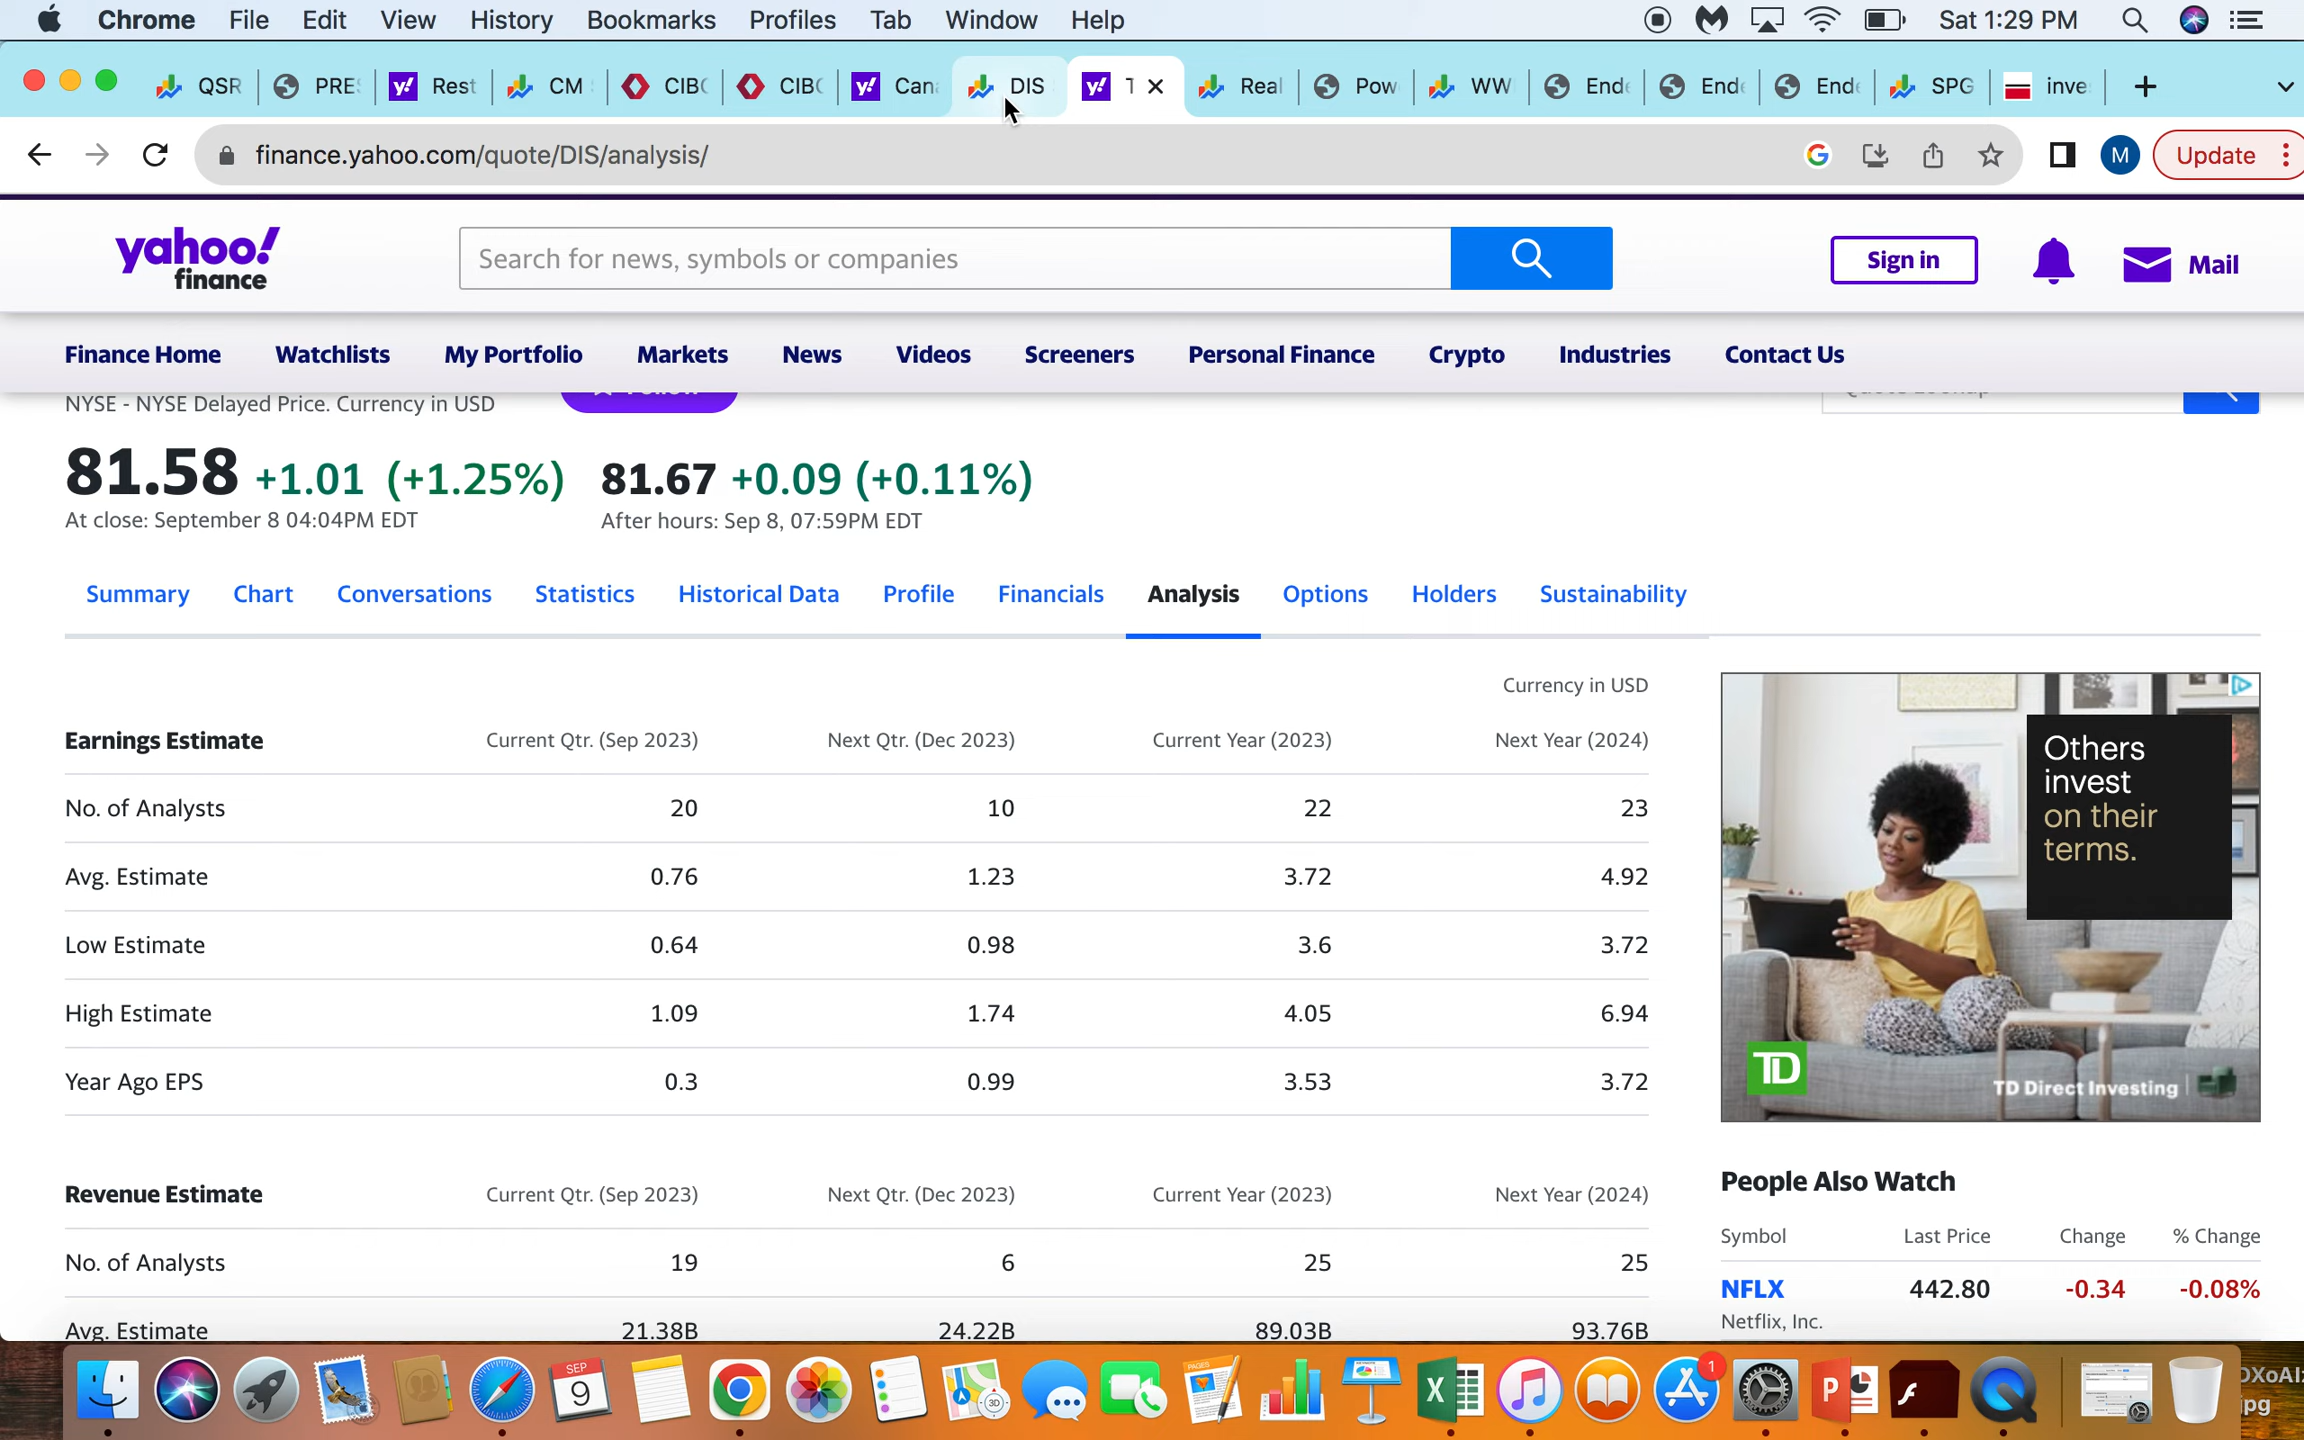 Chrome File Edit View History Bookmarks Profiles Tab Window Help Sat 1:29 PM
QSR PRE Rest CM CIBC CIBC Can DIS Real Pow WW End End End SPG inve
finance.yahoo.com/quote/DIS/analysis/ M Update
yahoo! finance
Search for news, symbols or companies
Sign in
Mail
Finance Home Watchlists My Portfolio Markets News Videos Screeners Personal Finance Crypto Industries Contact Us
NYSE - NYSE Delayed Price. Currency in USD
81.58 +1.01 (+1.25%) 81.67 +0.09 (+0.11%)
At close: September 8 04:04PM EDT After hours: Sep 8, 07:59PM EDT
Summary Chart Conversations Statistics Historical Data Profile Financials Analysis Options Holders Sustainability
Currency in USD
Earnings Estimate Current Qtr. (Sep 2023) Next Qtr. (Dec 2023) Current Year (2023) Next Year (2024)
No. of Analysts 20 10 22 23
Avg. Estimate 0.76 1.23 3.72 4.92
Low Estimate 0.64 0.98 3.6 3.72
High Estimate 1.09 1.74 4.05 6.94
Year Ago EPS 0.3 0.99 3.53 3.72
Revenue Estimate Current Qtr. (Sep 2023) Next Qtr. (Dec 2023) Current Year (2023) Next Year (2024)
No. of Analysts 19 6 25 25
Avg. Estimate 21.38B 24.22B 89.03B 93.76B
Others
invest
on their
terms.
TD
TD Direct Investing
People Also Watch
Symbol Last Price Change % Change
NFLX 442.80 -0.34 -0.08%
Netflix, Inc.
SEP
9
PAGES
3D
1